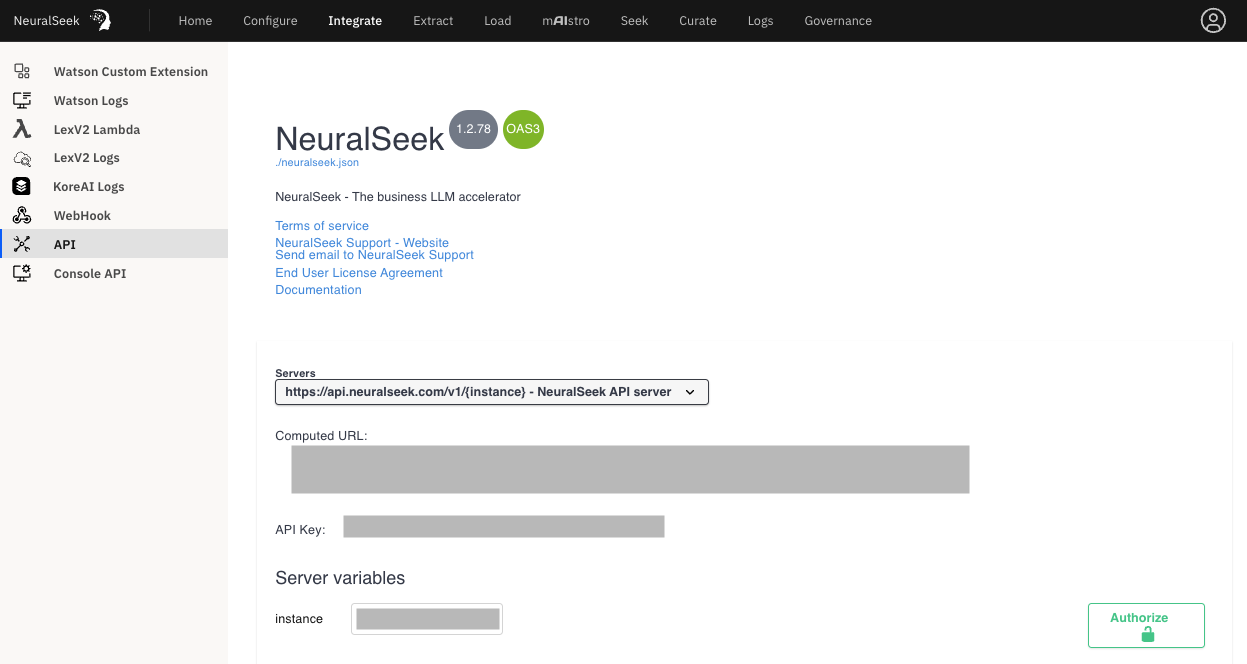 NeuralSeek
Home
Configure
Integrate
Extract
Load
mAIstro
Seek
Curate
Logs
Governance
Watson Custom Extension
Watson Logs
LexV2 Lambda
LexV2 Logs
KoreAI Logs
WebHook
API
Console API
NeuralSeek 1.2.78 OAS3
./neuralseek.json
NeuralSeek - The business LLM accelerator
Terms of service
NeuralSeek Support - Website
Send email to NeuralSeek Support
End User License Agreement
Documentation
Servers
https://api.neuralseek.com/v1/{instance} - NeuralSeek API server
Computed URL:
API Key:
Server variables
instance
Authorize